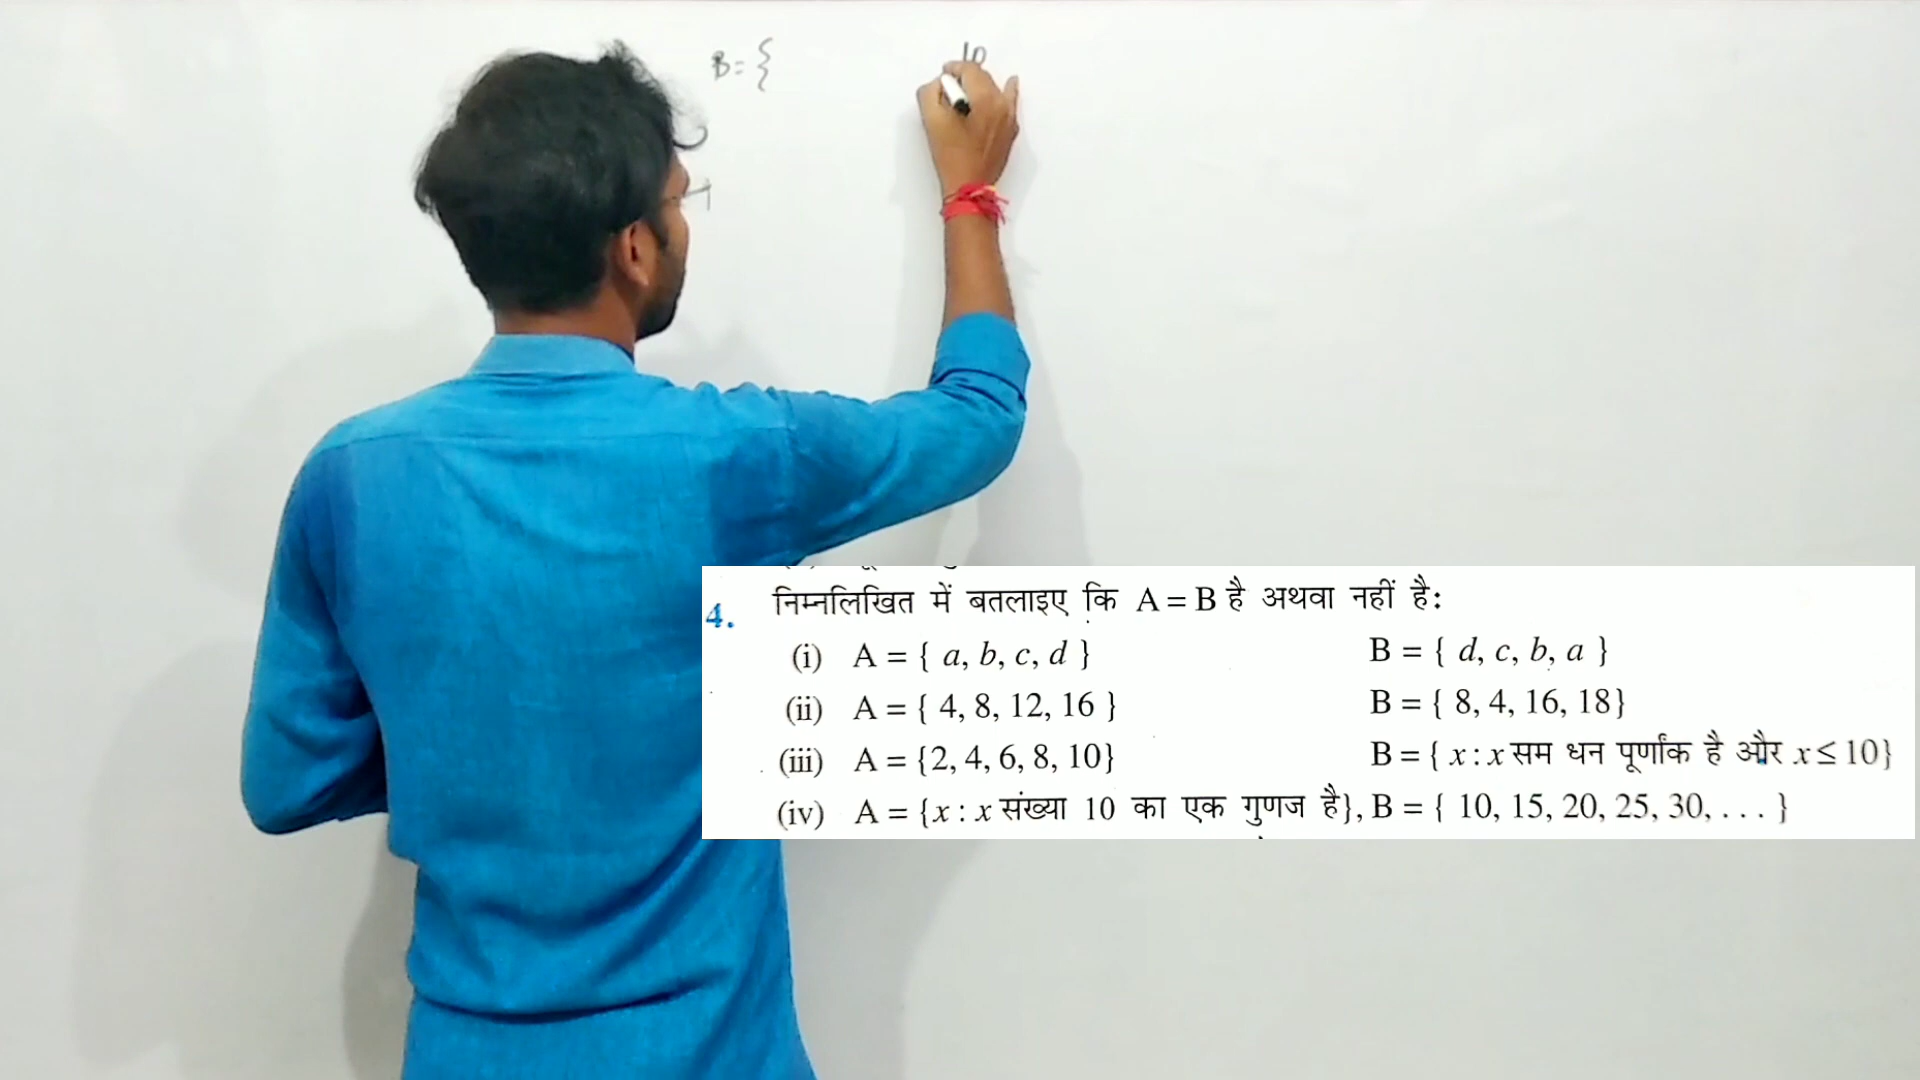 B = {
10
4. निम्नलिखित में बतलाइए कि A = B है अथवा नहीं है:
(i) A = { a, b, c, d } B = { d, c, b, a }
(ii) A = { 4, 8, 12, 16 } B = { 8, 4, 16, 18}
(iii) A = {2, 4, 6, 8, 10} B = { x : x सम धन पूर्णांक है और x ≤ 10}
(iv) A = {x : x संख्या 10 का एक गुणज है}, B = { 10, 15, 20, 25, 30, . . . }